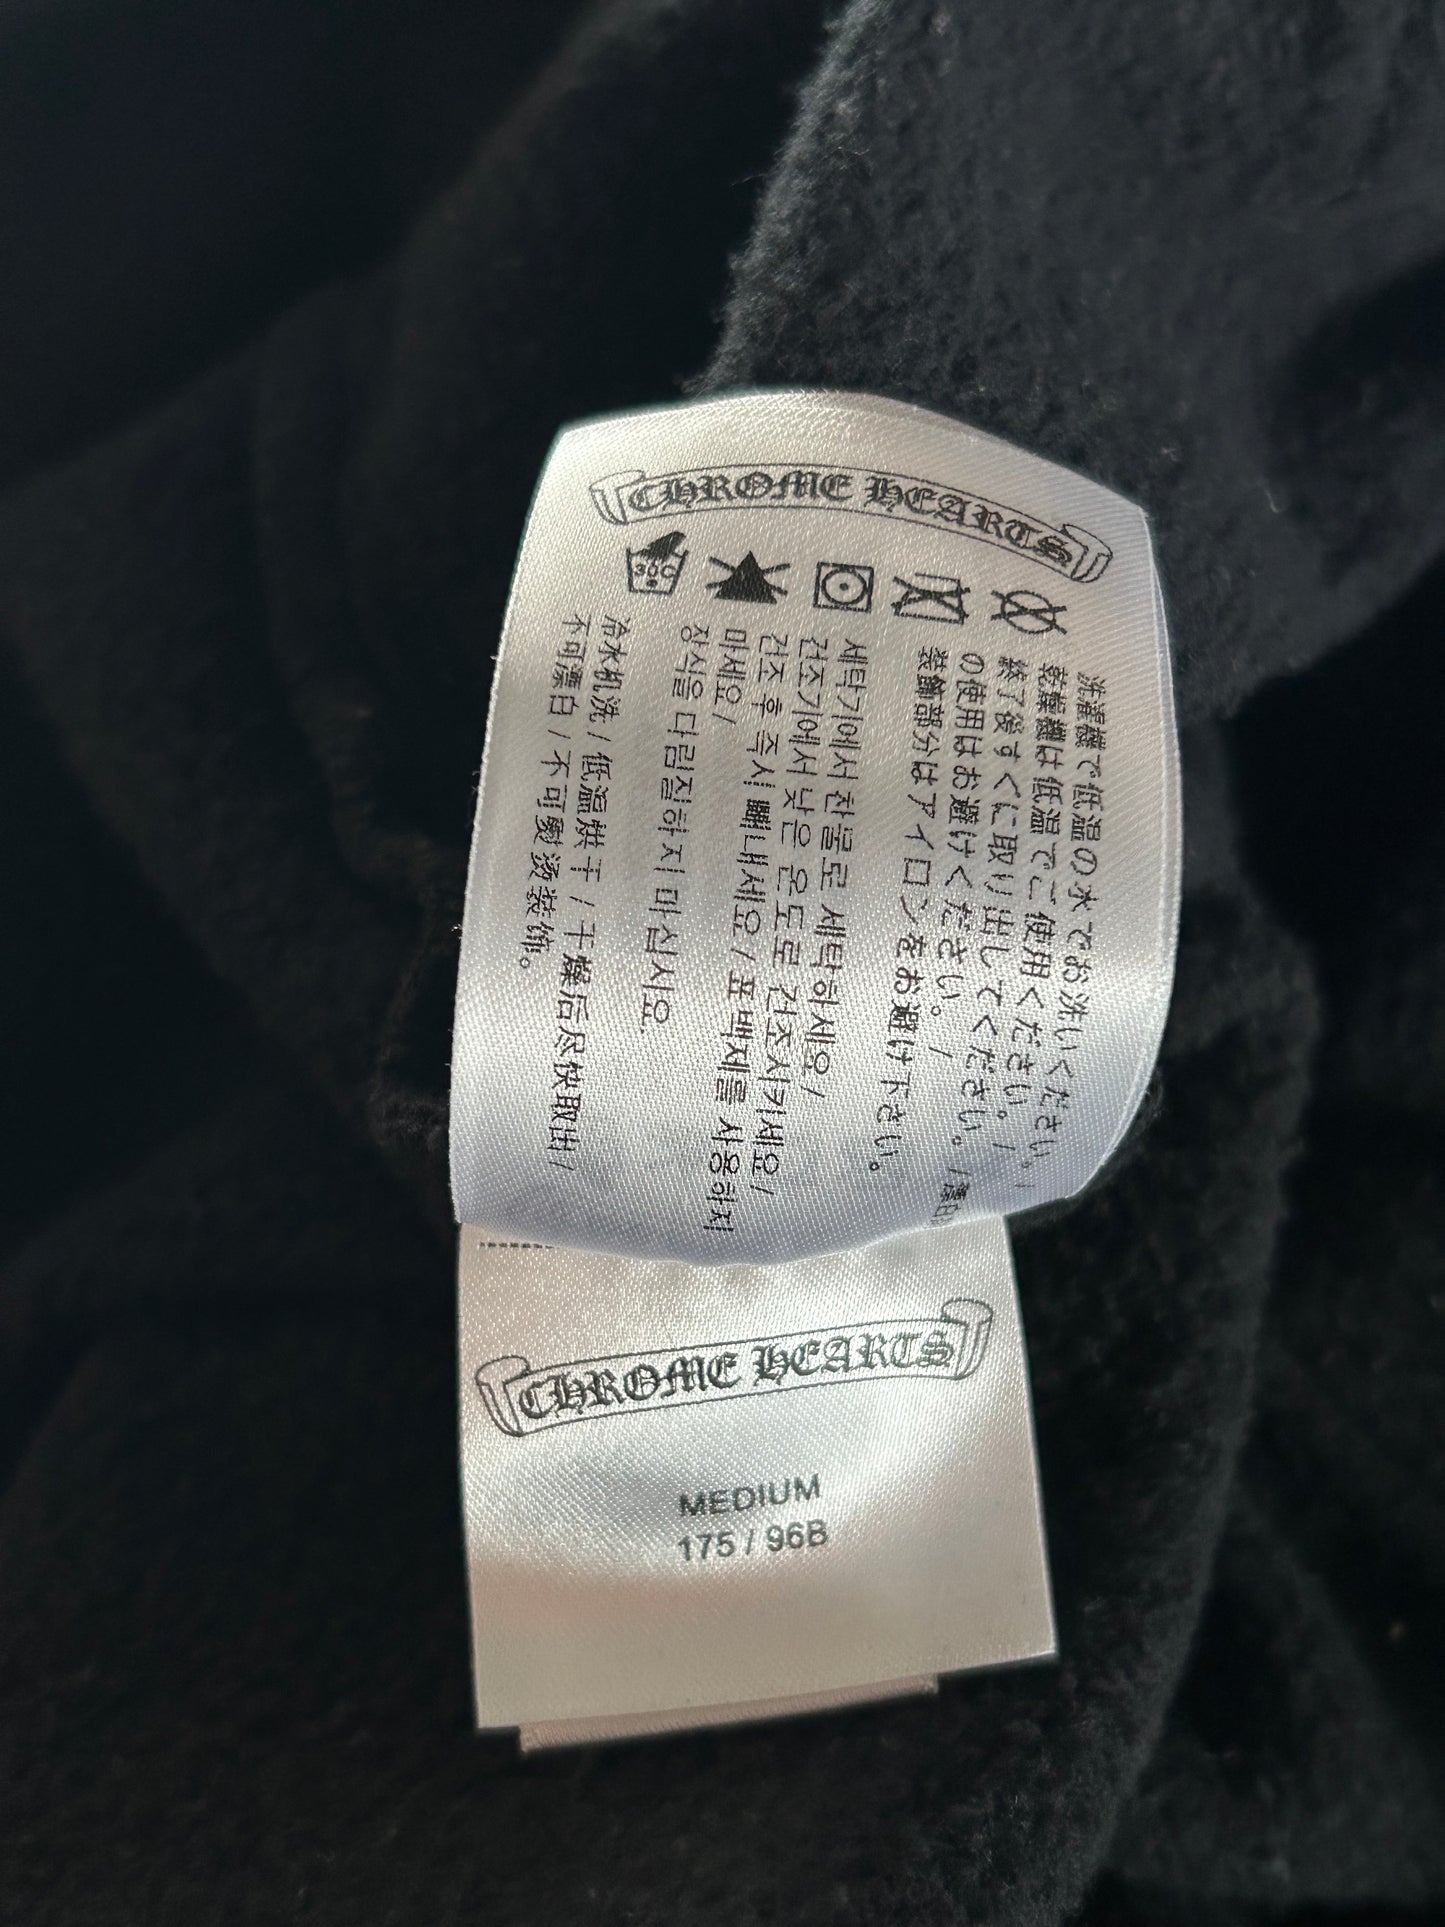 CHROME HEARTS
30C
洗濯機で低温の水でお洗いください。/
乾燥機は低温でご使用ください。/
終了後すぐに取り出してください。/漂白剤
の使用はお避けください。/
装飾部分はアイロンをお避け下さい。
세탁기에서 찬물로 세탁하세요 /
건조기에서 낮은 온도로 건조시키세요 /
건조 후 즉시 빼내세요 / 표백제를 사용하지
마세요 /
장식을 다림질하지 마십시요.
冷水机洗 / 低温烘干 / 干燥后尽快取出 /
不可漂白 / 不可熨烫装饰。
CHROME HEARTS
MEDIUM
175 / 96B